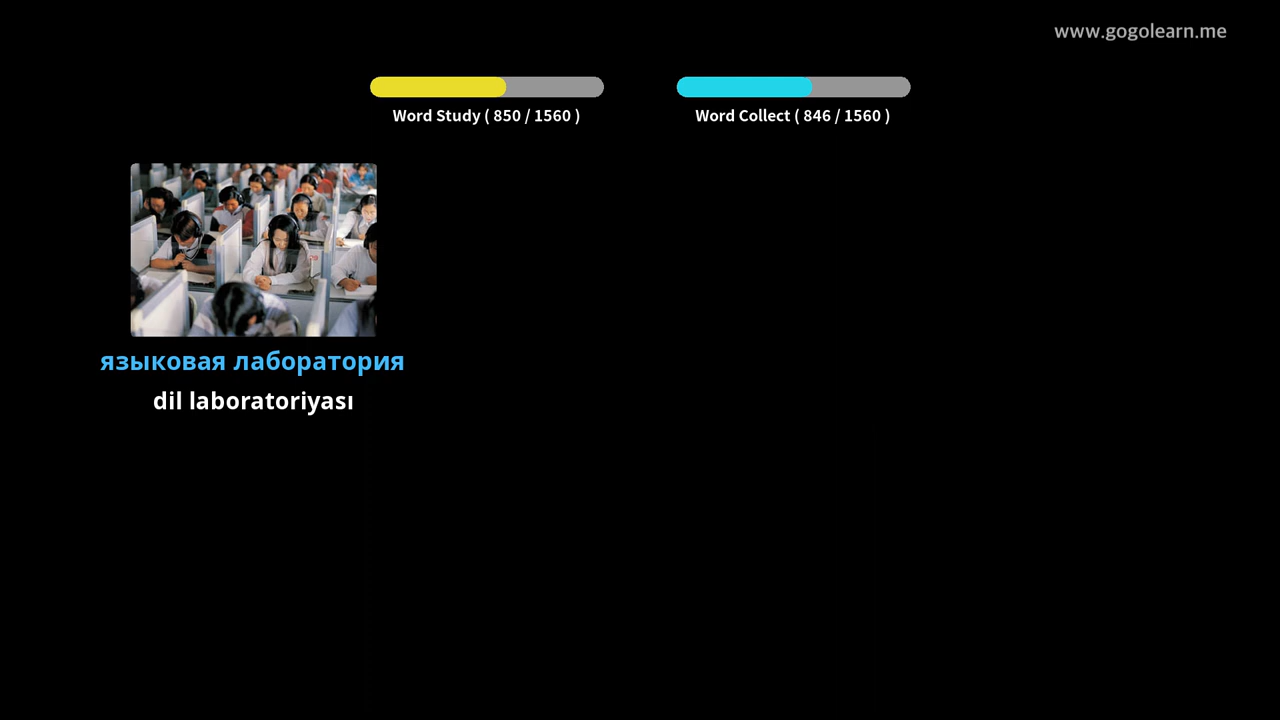 www.gogolearn.me
Word Study ( 850 / 1560 )
Word Collect ( 846 / 1560 )
языковая лаборатория
dil laboratoriyası